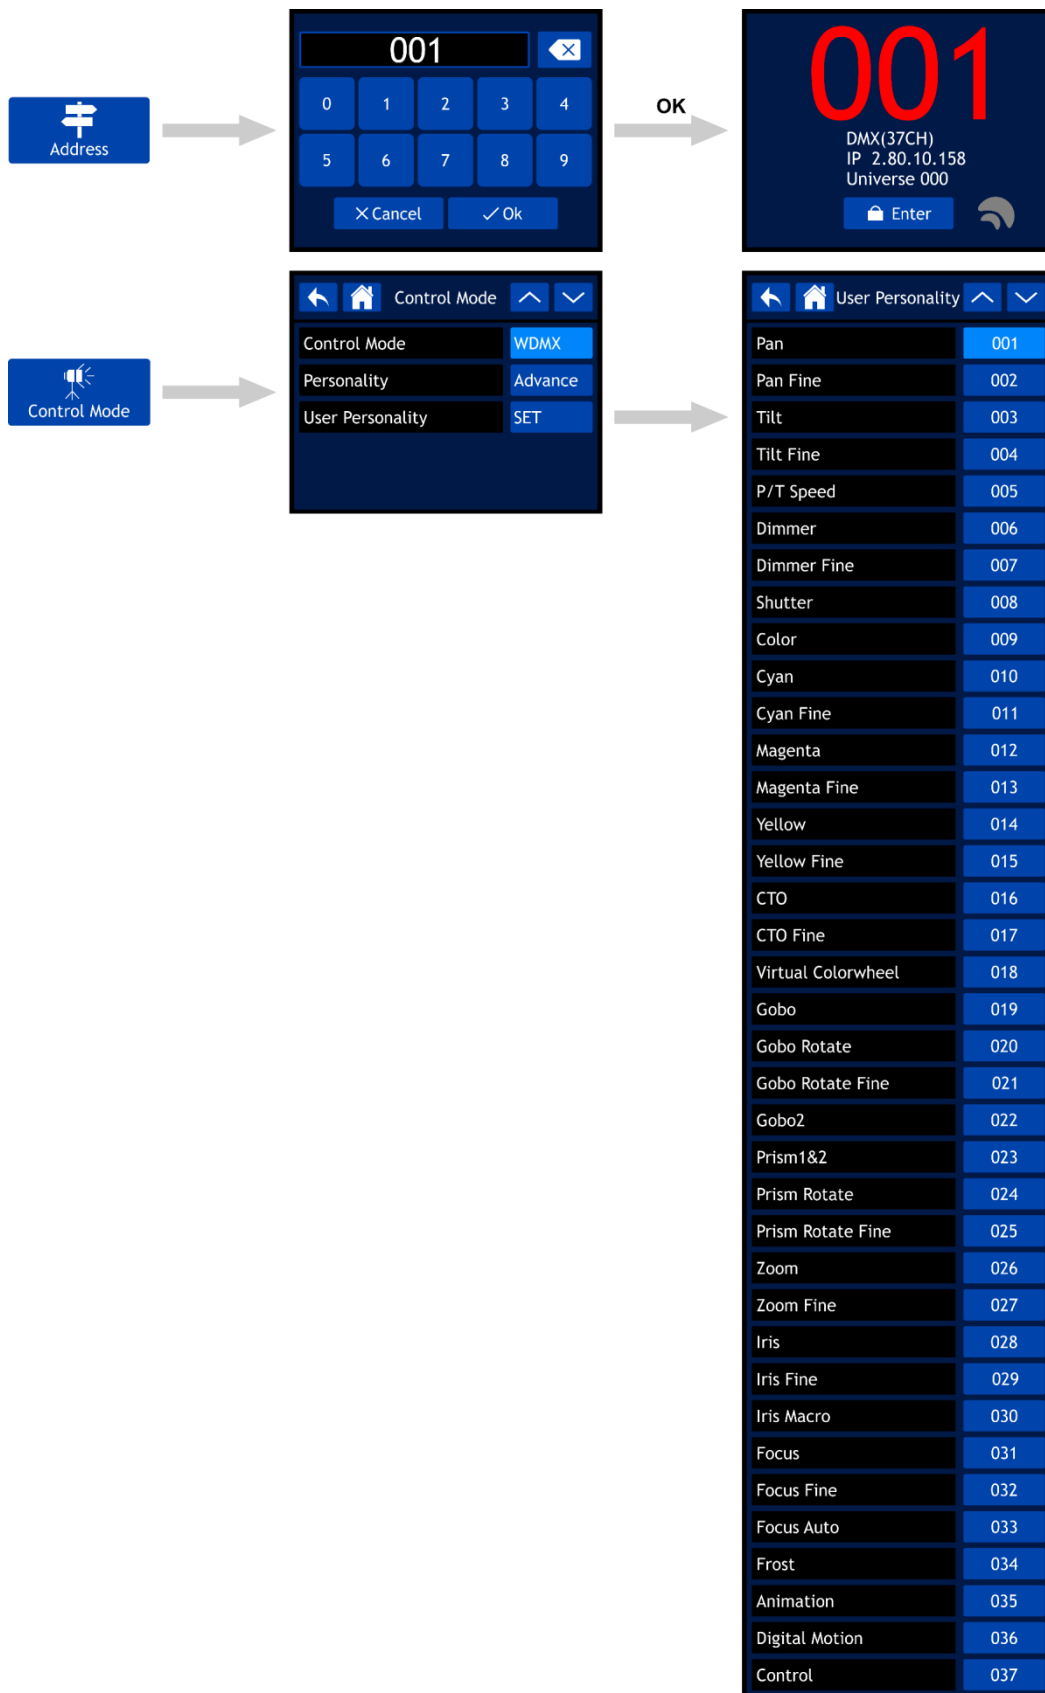 Address
001
0 1 2 3 4
5 6 7 8 9
Cancel Ok
OK
001
DMX(37CH)
IP 2.80.10.158
Universe 000
Enter
Control Mode
Control Mode
Control Mode WDMX
Personality Advance
User Personality SET
User Personality
Pan 001
Pan Fine 002
Tilt 003
Tilt Fine 004
P/T Speed 005
Dimmer 006
Dimmer Fine 007
Shutter 008
Color 009
Cyan 010
Cyan Fine 011
Magenta 012
Magenta Fine 013
Yellow 014
Yellow Fine 015
CTO 016
CTO Fine 017
Virtual Colorwheel 018
Gobo 019
Gobo Rotate 020
Gobo Rotate Fine 021
Gobo2 022
Prism1&2 023
Prism Rotate 024
Prism Rotate Fine 025
Zoom 026
Zoom Fine 027
Iris 028
Iris Fine 029
Iris Macro 030
Focus 031
Focus Fine 032
Focus Auto 033
Frost 034
Animation 035
Digital Motion 036
Control 037